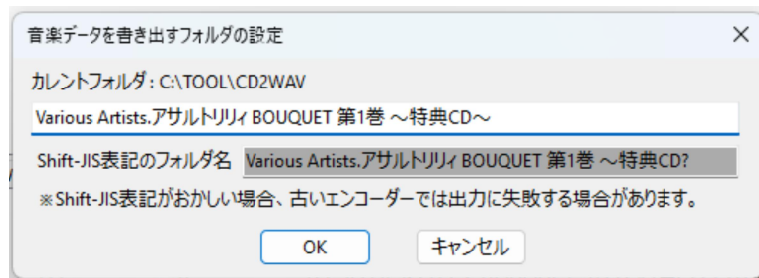 音楽データを書き出すフォルダの設定
カレントフォルダ : C:\TOOL\CD2WAV
Various Artists.アサルトリリィ BOUQUET 第1巻 ～特典CD〜
Shift-JIS表記のフォルダ名 Various Artists.アサルトリリィ BOUQUET 第1巻 ～特典CD?
※Shift-JIS表記がおかしい場合、古いエンコーダーでは出力に失敗する場合があります。
OK キャンセル